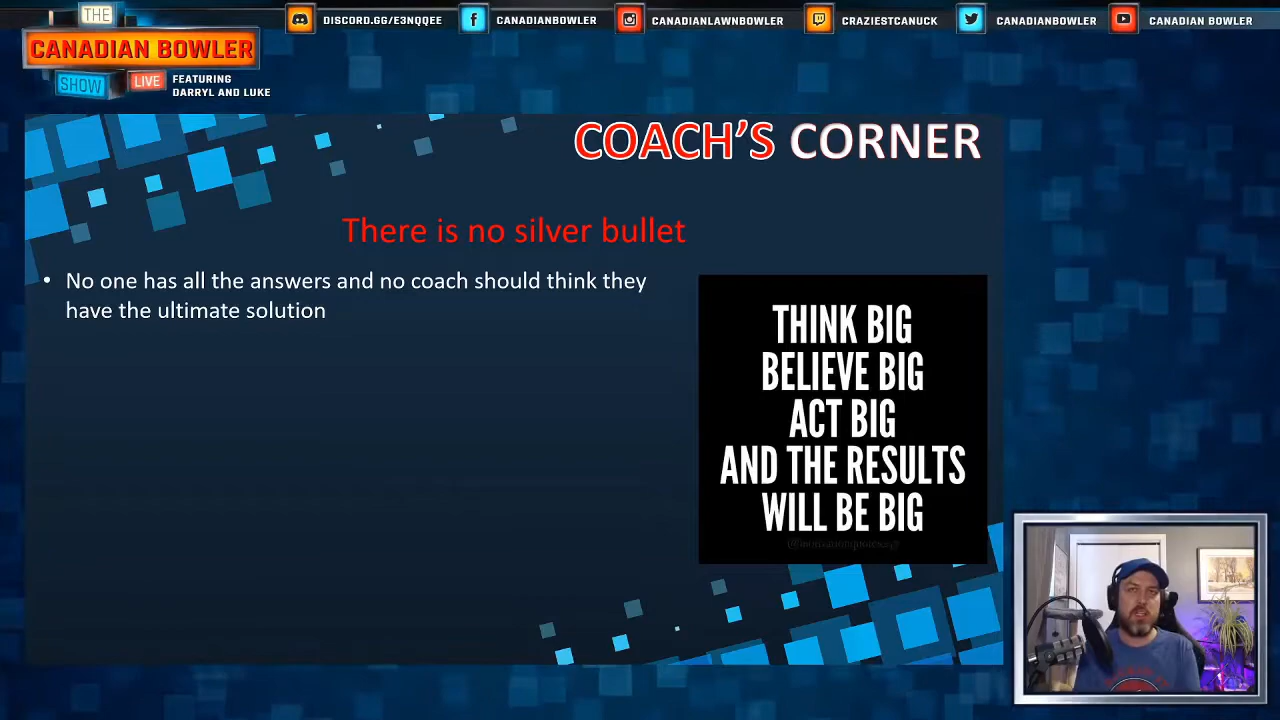 THE
CANADIAN BOWLER
SHOW LIVE
FEATURING
DARRYL AND LUKE
DISCORD.GG/E3NQQEE
CANADIANBOWLER
CANADIANLAWNBOWLER
CRAZIESTCANUCK
CANADIANBOWLER
CANADIAN BOWLER
COACH'S CORNER
There is no silver bullet
• No one has all the answers and no coach should think they
have the ultimate solution
THINK BIG
BELIEVE BIG
ACT BIG
AND THE RESULTS
WILL BE BIG